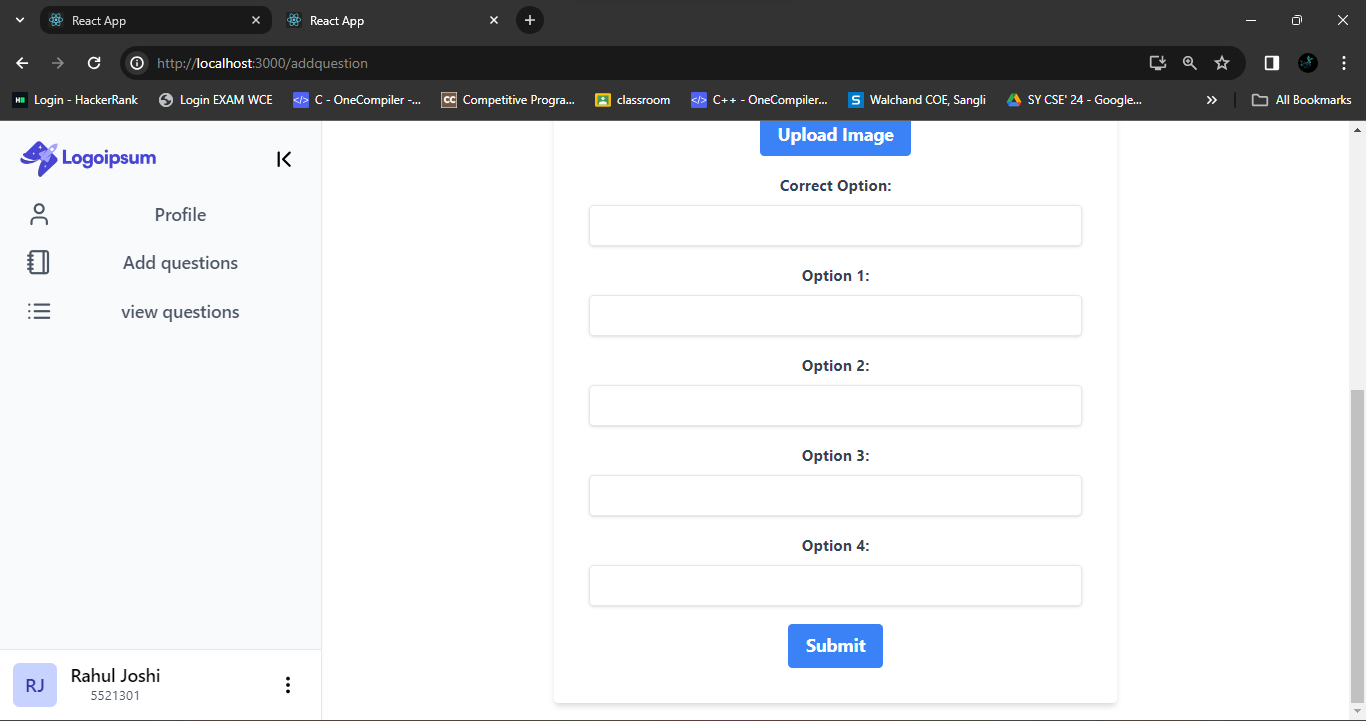 React App
React App
http://localhost:3000/addquestion
Login - HackerRank
Login EXAM WCE
C - OneCompiler -...
CC
Competitive Progra...
classroom
C++ - OneCompiler...
S
Walchand COE, Sangli
SY CSE' 24 - Google...
All Bookmarks
Logoipsum
Profile
Add questions
view questions
RJ
Rahul Joshi
5521301
Upload Image
Correct Option:
Option 1:
Option 2:
Option 3:
Option 4:
Submit